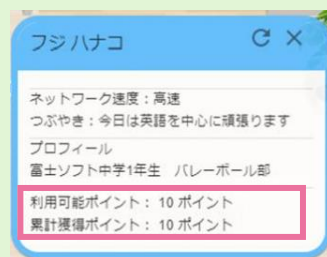 フジ ハナコ
ネットワーク速度：高速
つぶやき：今日は英語を中心に頑張ります
プロフィール
富士ソフト中学1年生　バレーボール部
利用可能ポイント： 10 ポイント
累計獲得ポイント： 10 ポイント